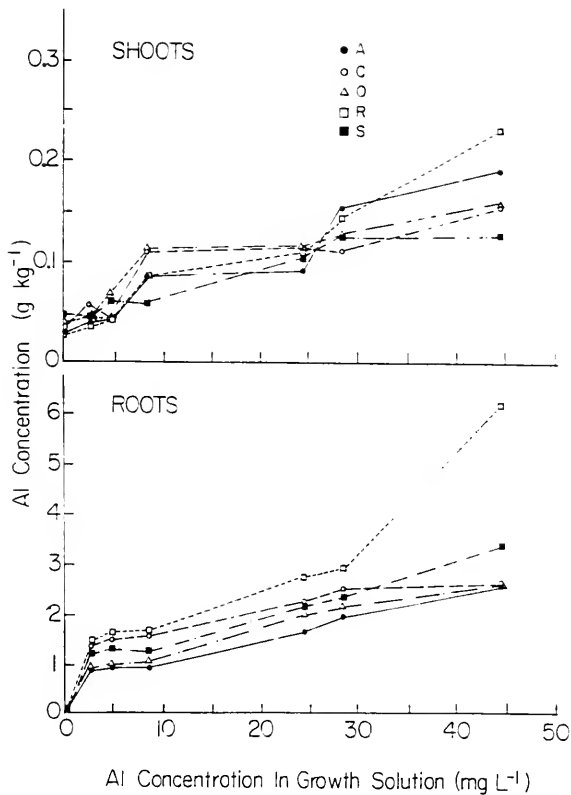 SHOOTS
A
C
O
R
S
0.3
0.2
0.1
0
Al Concentration (g kg⁻¹)
ROOTS
6
5
4
3
2
1
0
0 10 20 30 40 50
Al Concentration In Growth Solution (mg L⁻¹)